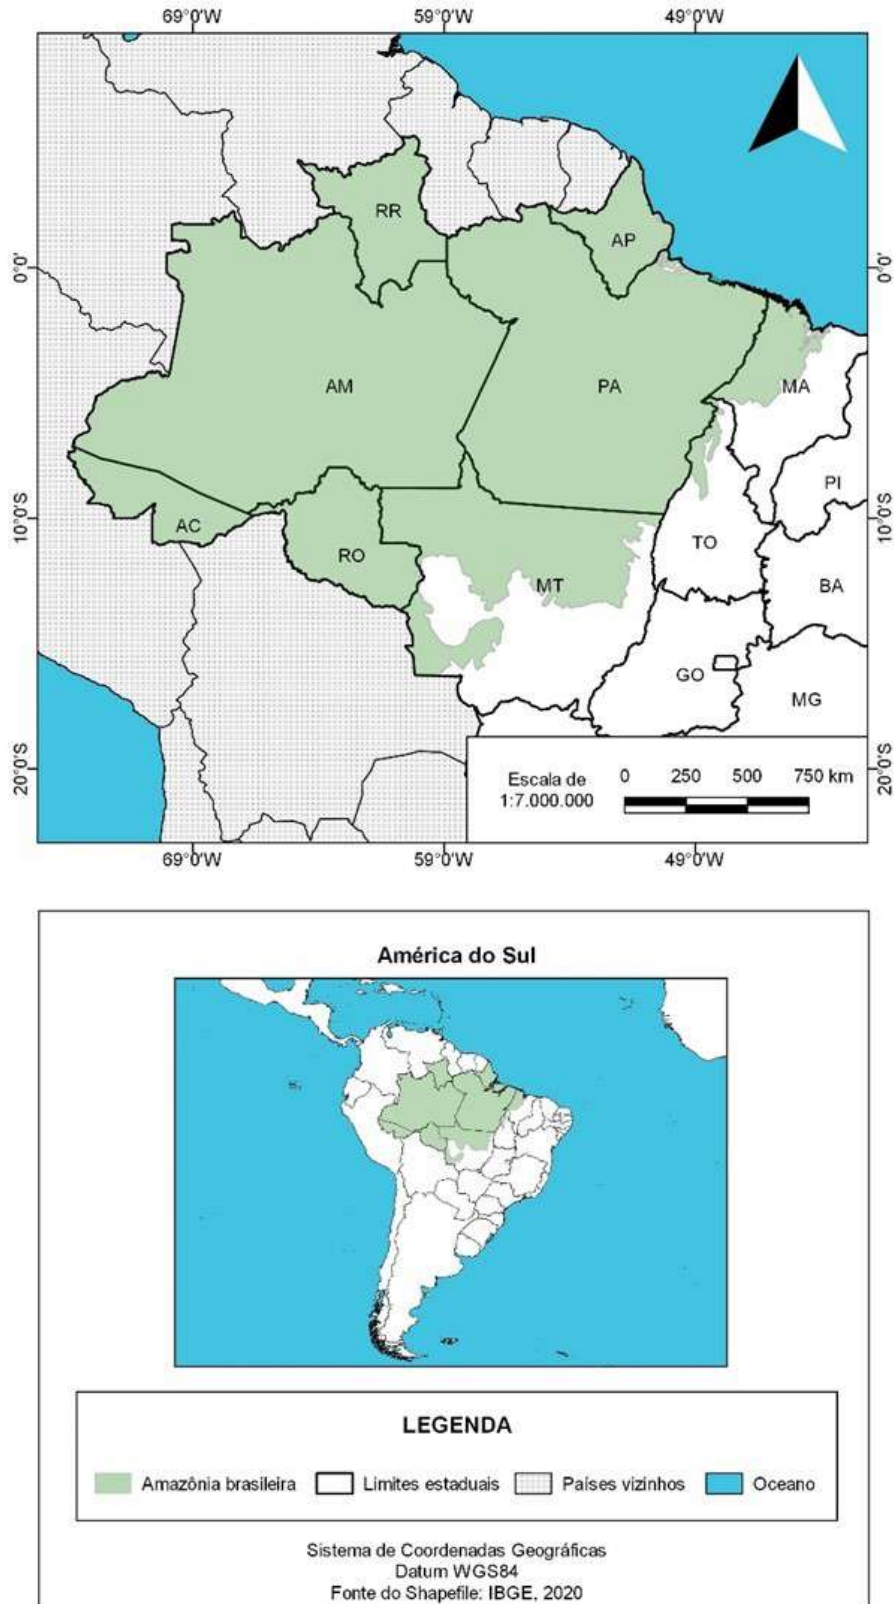 69°0'W 59°0'W 49°0'W
RR
AP
0°0'
0°0'
AM
PA
MA
PI
10°0'S
10°0'S
AC
RO
TO
MT
BA
GO
MG
20°0'S
20°0'S
Escala de
1:7.000.000
0 250 500 750 km
69°0'W 59°0'W 49°0'W
América do Sul
LEGENDA
Amazônia brasileira Limites estaduais Países vizinhos Oceano
Sistema de Coordenadas Geográficas
Datum WGS84
Fonte do Shapefile: IBGE, 2020